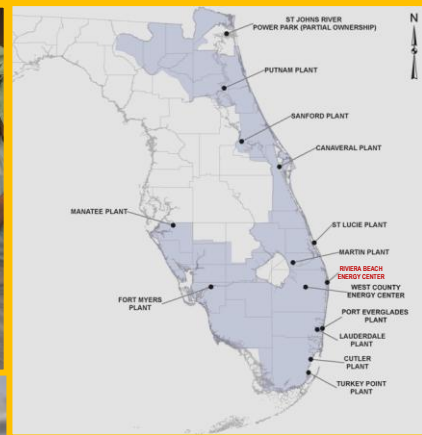 ST JOHNS RIVER
POWER PARK (PARTIAL OWNERSHIP)
N
PUTNAM PLANT
SANFORD PLANT
CANAVERAL PLANT
MANATEE PLANT
ST LUCIE PLANT
MARTIN PLANT
RIVIERA BEACH
ENERGY CENTER
WEST COUNTY
ENERGY CENTER
FORT MYERS
PLANT
PORT EVERGLADES
PLANT
LAUDERDALE
PLANT
CUTLER
PLANT
TURKEY POINT
PLANT